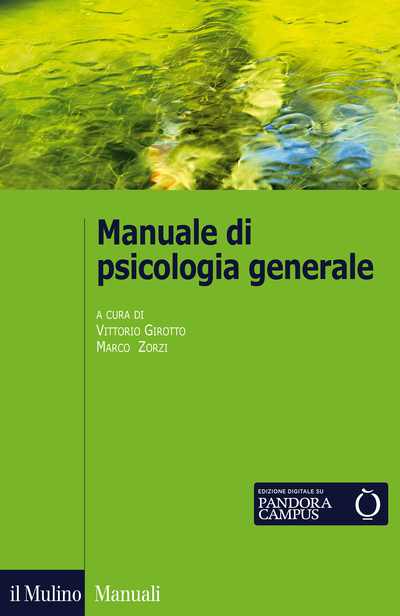 Manuale di
psicologia generale
A CURA DI
VITTORIO GIROTTO
MARCO ZORZI
EDIZIONE DIGITALE SU
PANDORA
CAMPUS
il Mulino Manuali